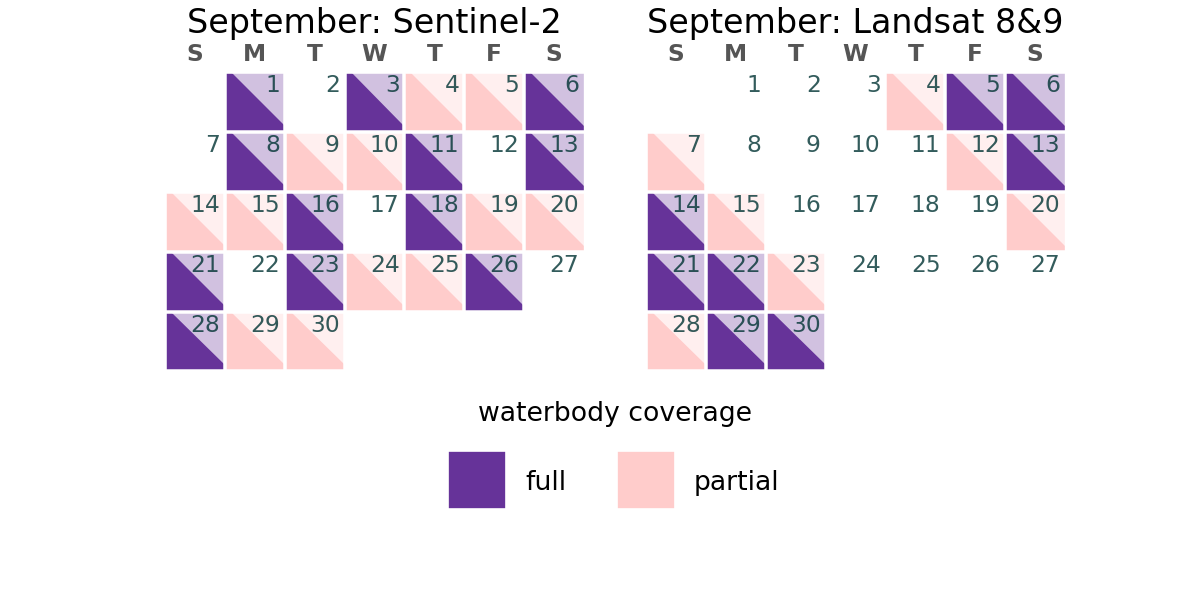 September: Sentinel-2
S M T W T F S
1 2 3 4 5 6
7 8 9 10 11 12 13
14 15 16 17 18 19 20
21 22 23 24 25 26 27
28 29 30
September: Landsat 8&9
S M T W T F S
1 2 3 4 5 6
7 8 9 10 11 12 13
14 15 16 17 18 19 20
21 22 23 24 25 26 27
28 29 30
waterbody coverage
full partial